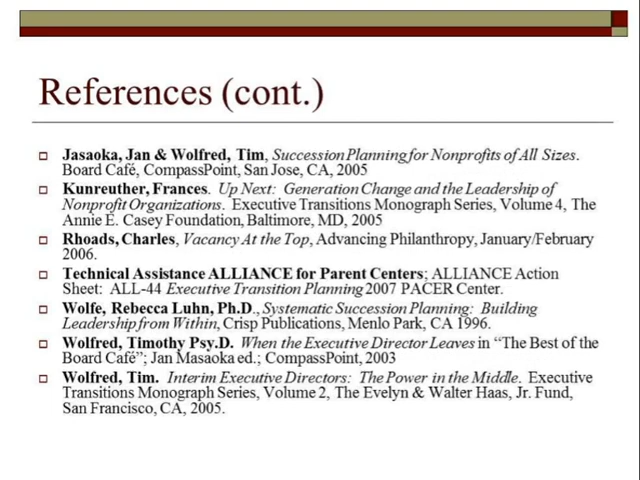 References (cont.)
Jasaoka, Jan & Wolfred, Tim, Succession Planning for Nonprofits of All Sizes.
Board Café, CompassPoint, San Jose, CA, 2005
Kunreuther, Frances. Up Next: Generation Change and the Leadership of
Nonprofit Organizations. Executive Transitions Monograph Series, Volume 4, The
Annie E. Casey Foundation, Baltimore, MD, 2005
Rhoads, Charles, Vacancy At the Top, Advancing Philanthropy, January/February
2006.
Technical Assistance ALLIANCE for Parent Centers; ALLIANCE Action
Sheet: ALL-44 Executive Transition Planning 2007 PACER Center.
Wolfe, Rebecca Luhn, Ph.D., Systematic Succession Planning: Building
Leadership from Within, Crisp Publications, Menlo Park, CA 1996.
Wolfred, Timothy Psy.D. When the Executive Director Leaves in “The Best of the
Board Café”; Jan Masaoka ed.; CompassPoint, 2003
Wolfred, Tim. Interim Executive Directors: The Power in the Middle. Executive
Transitions Monograph Series, Volume 2, The Evelyn & Walter Haas, Jr. Fund,
San Francisco, CA, 2005.